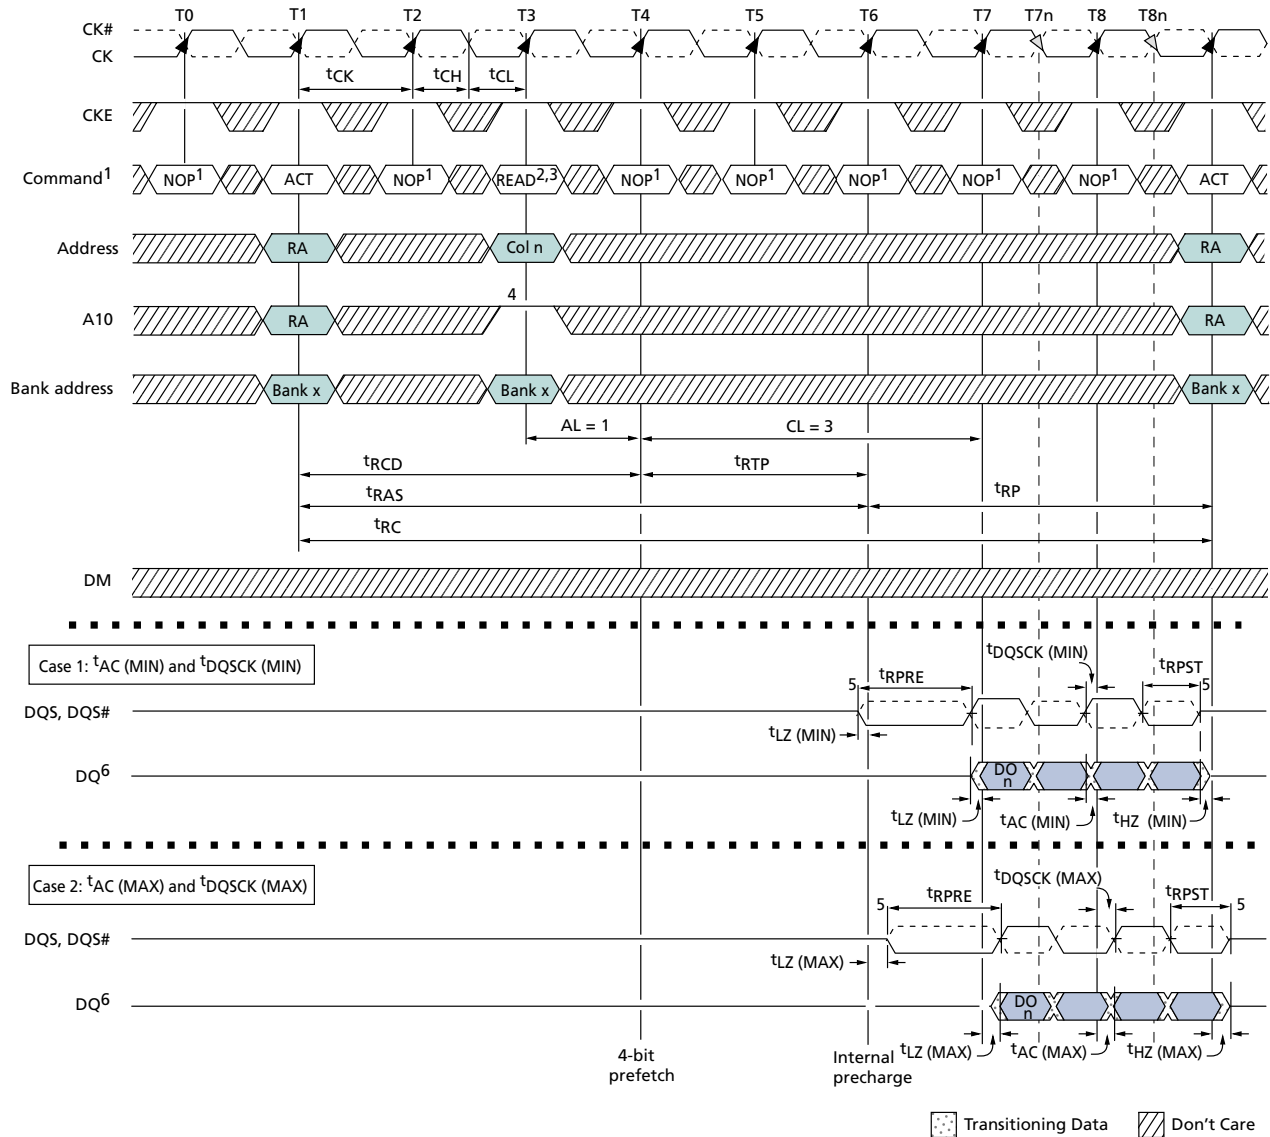 T0 T1 T2 T3 T4 T5 T6 T7 T7n T8 T8n
CK#
CK
tCK tCH tCL
CKE
Command1 NOP1 ACT NOP1 READ2,3 NOP1 NOP1 NOP1 NOP1 NOP1 ACT
Address RA Col n RA
4
A10 RA RA
Bank address Bank x Bank x Bank x
AL = 1 CL = 3
tRCD tRTP
tRAS tRP
tRC
DM
Case 1: tAC (MIN) and tDQSCK (MIN)
tDQSCK (MIN)
5 tRPRE tRPST 5
DQS, DQS#
tLZ (MIN)
DQ6 DO
n
tLZ (MIN) tAC (MIN) tHZ (MIN)
Case 2: tAC (MAX) and tDQSCK (MAX)
tDQSCK (MAX)
5 tRPRE tRPST 5
DQS, DQS#
tLZ (MAX)
DQ6 DO
n
tLZ (MAX) tAC (MAX) tHZ (MAX)
4-bit
prefetch
Internal
precharge
Transitioning Data Don't Care